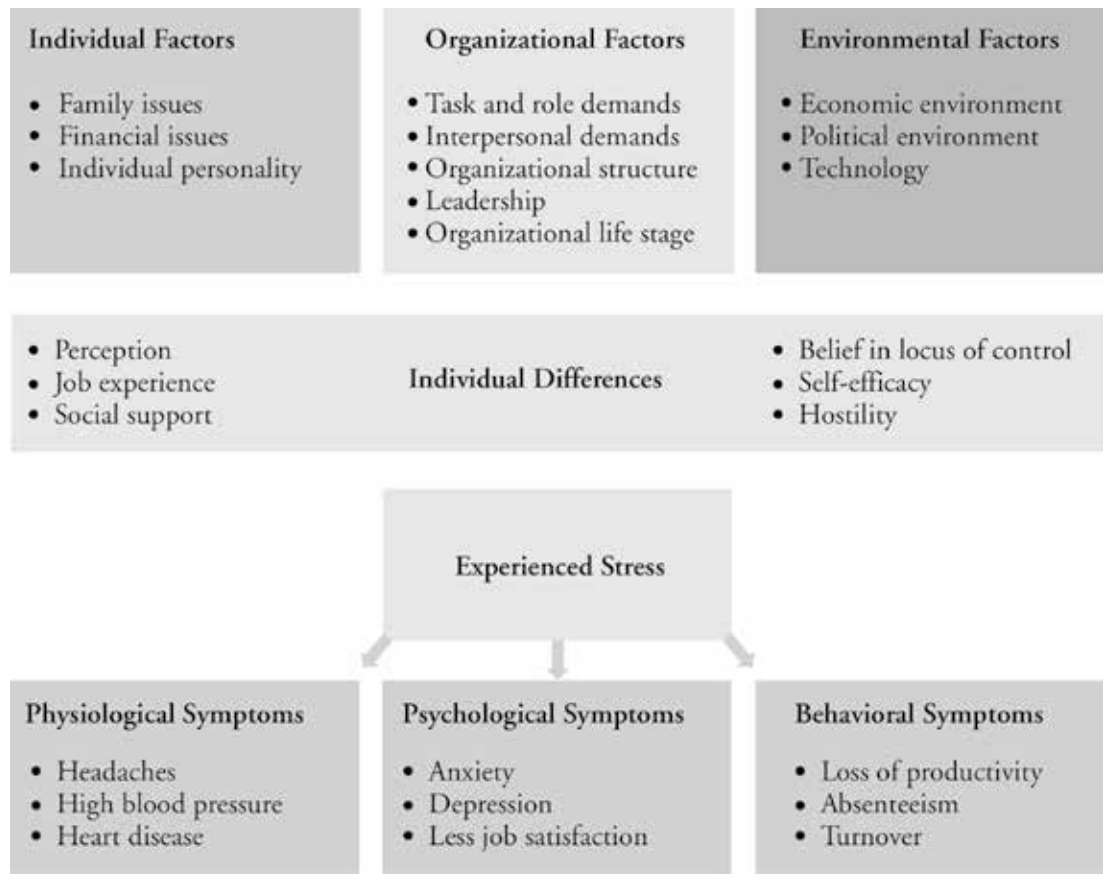 Individual Factors
• Family issues
• Financial issues
• Individual personality
Organizational Factors
• Task and role demands
• Interpersonal demands
• Organizational structure
• Leadership
• Organizational life stage
Environmental Factors
• Economic environment
• Political environment
• Technology
• Perception
• Job experience
• Social support
Individual Differences
• Belief in locus of control
• Self-efficacy
• Hostility
Experienced Stress
Physiological Symptoms
• Headaches
• High blood pressure
• Heart disease
Psychological Symptoms
• Anxiety
• Depression
• Less job satisfaction
Behavioral Symptoms
• Loss of productivity
• Absenteeism
• Turnover